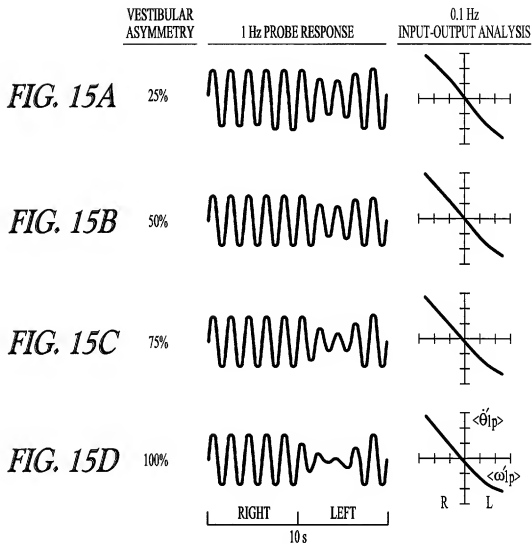 VESTIBULAR ASYMMETRY
1 Hz PROBE RESPONSE
0.1 Hz INPUT-OUTPUT ANALYSIS
FIG. 15A
25%
FIG. 15B
50%
FIG. 15C
75%
FIG. 15D
100%
<θ̇'lp>
<ω'lp>
R L
RIGHT LEFT
10 s